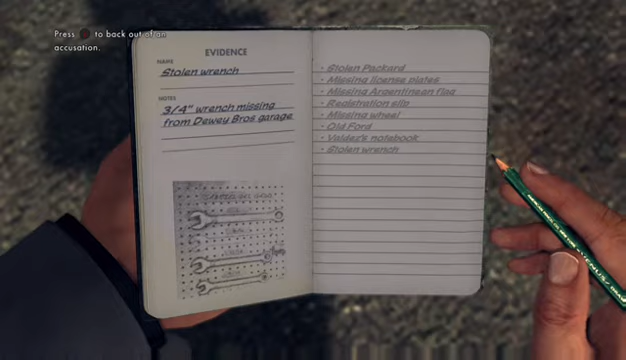 Press to back out of an
accusation.
EVIDENCE
NAME
Stolen wrench
NOTES
3/4" wrench missing
from Dewey Bros garage
- Stolen Packard
- Missing license plates
- Missing Argentinean flag
- Registration slip
- Missing wheel
- Old Ford
- Valdez's notebook
- Stolen wrench